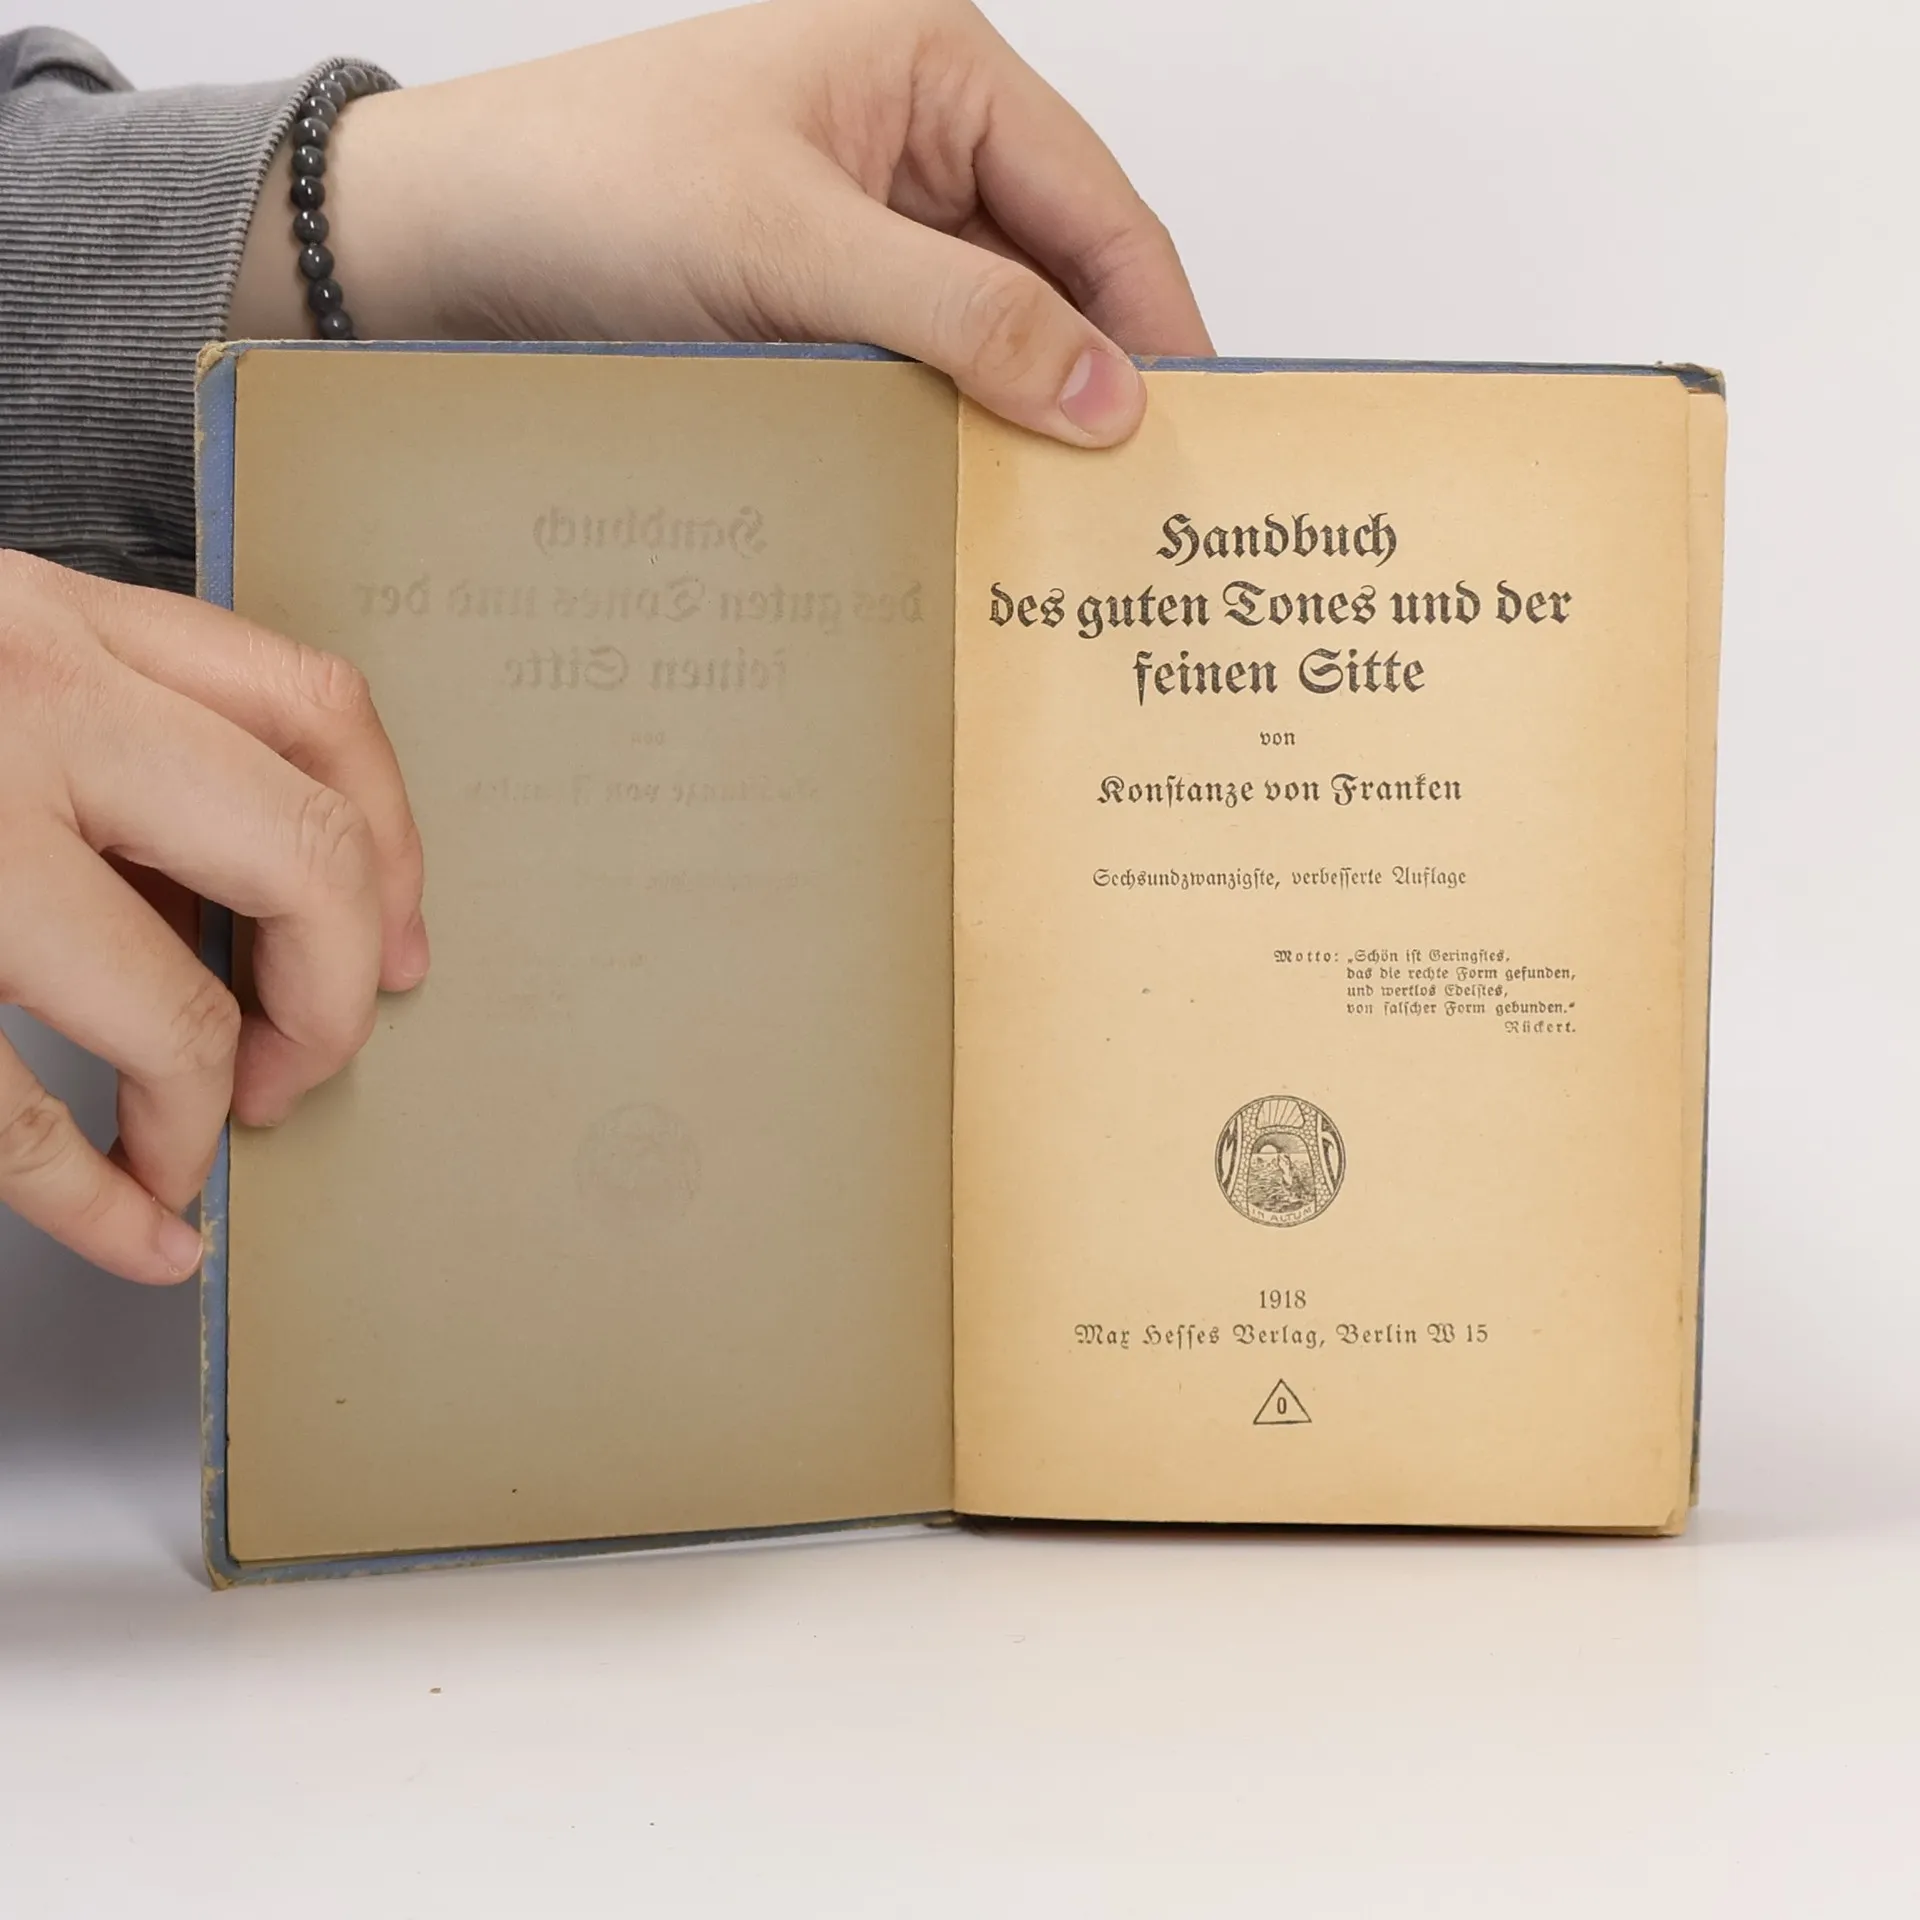 Handbuch
des guten Tones und der
feinen Sitte
von
Konstanze von Franken
Sechsundzwanzigste, verbesserte Auflage
Motto: „Schön ist Geringstes,
das die rechte Form gefunden,
und wertlos Edelstes,
von falscher Form gebunden.“
Rückert.
M H
IN ALTUM
1918
Max Hesses Verlag, Berlin W 15
0